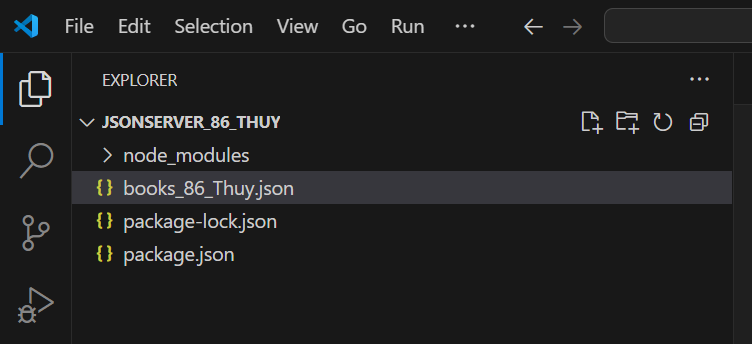 File Edit Selection View Go Run ...
EXPLORER ...
JSONSERVER_86_THUY
node_modules
{} books_86_Thuy.json
{} package-lock.json
{} package.json